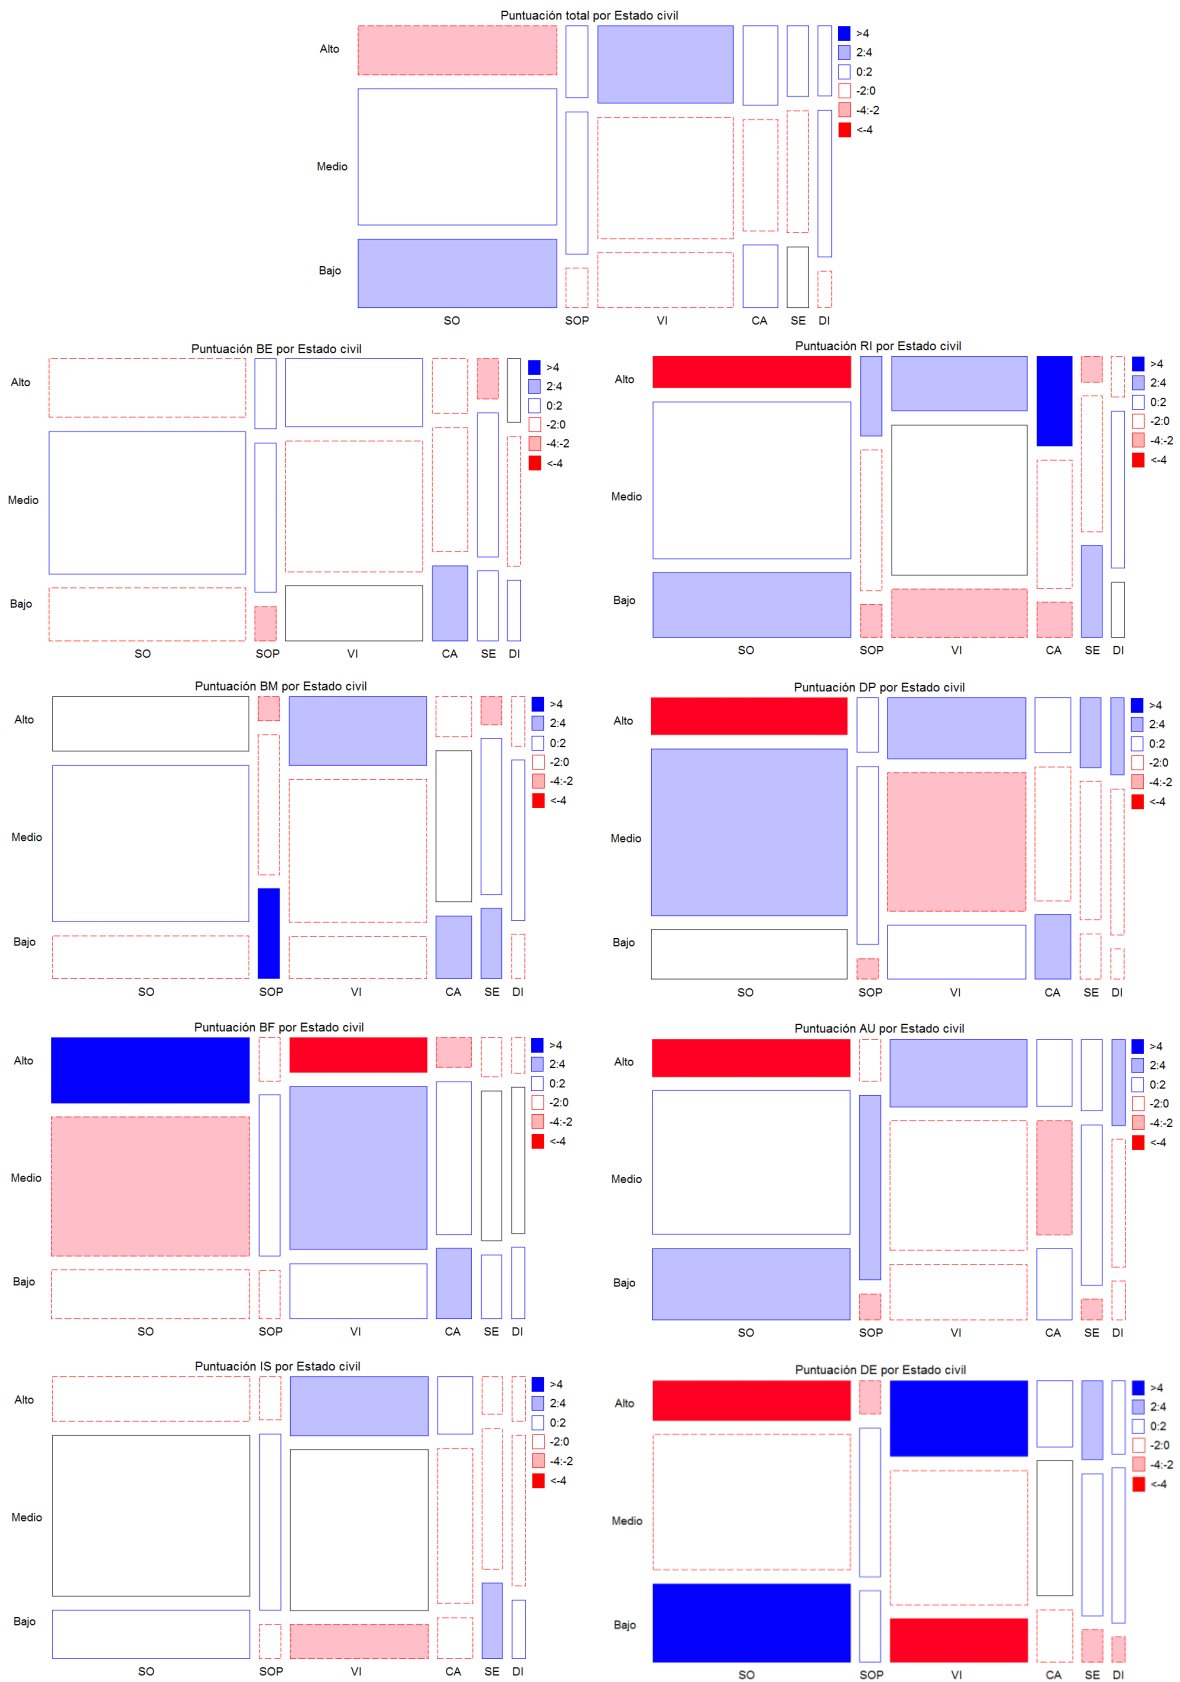 Puntuación total por Estado civil
Alto
Medio
Bajo
SO SOP VI CA SE DI
>4
2:4
0:2
-2:0
-4:-2
<-4
Puntuación BE por Estado civil
Alto
Medio
Bajo
SO SOP VI CA SE DI
>4
2:4
0:2
-2:0
-4:-2
<-4
Puntuación RI por Estado civil
Alto
Medio
Bajo
SO SOP VI CA SE DI
>4
2:4
0:2
-2:0
-4:-2
<-4
Puntuación BM por Estado civil
Alto
Medio
Bajo
SO SOP VI CA SE DI
>4
2:4
0:2
-2:0
-4:-2
<-4
Puntuación DP por Estado civil
Alto
Medio
Bajo
SO SOP VI CA SE DI
>4
2:4
0:2
-2:0
-4:-2
<-4
Puntuación BF por Estado civil
Alto
Medio
Bajo
SO SOP VI CA SE DI
>4
2:4
0:2
-2:0
-4:-2
<-4
Puntuación AU por Estado civil
Alto
Medio
Bajo
SO SOP VI CA SE DI
>4
2:4
0:2
-2:0
-4:-2
<-4
Puntuación IS por Estado civil
Alto
Medio
Bajo
SO SOP VI CA SE DI
>4
2:4
0:2
-2:0
-4:-2
<-4
Puntuación DE por Estado civil
Alto
Medio
Bajo
SO SOP VI CA SE DI
>4
2:4
0:2
-2:0
-4:-2
<-4